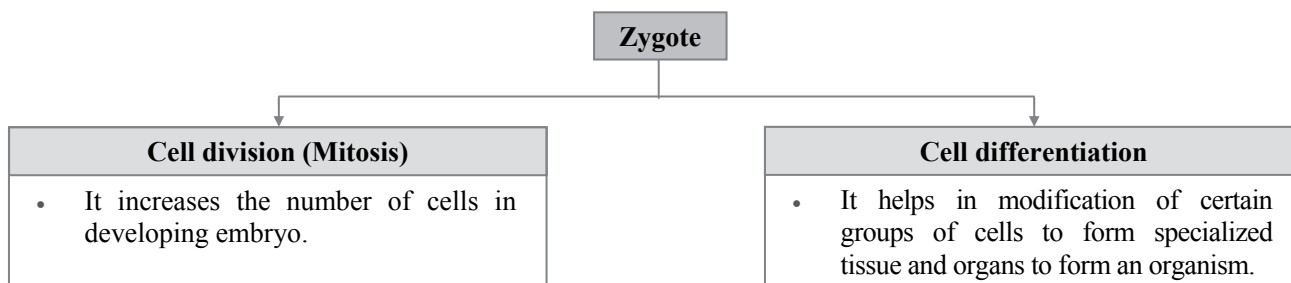 Zygote
Cell division (Mitosis)
• It increases the number of cells in
developing embryo.
Cell differentiation
• It helps in modification of certain
groups of cells to form specialized
tissue and organs to form an organism.